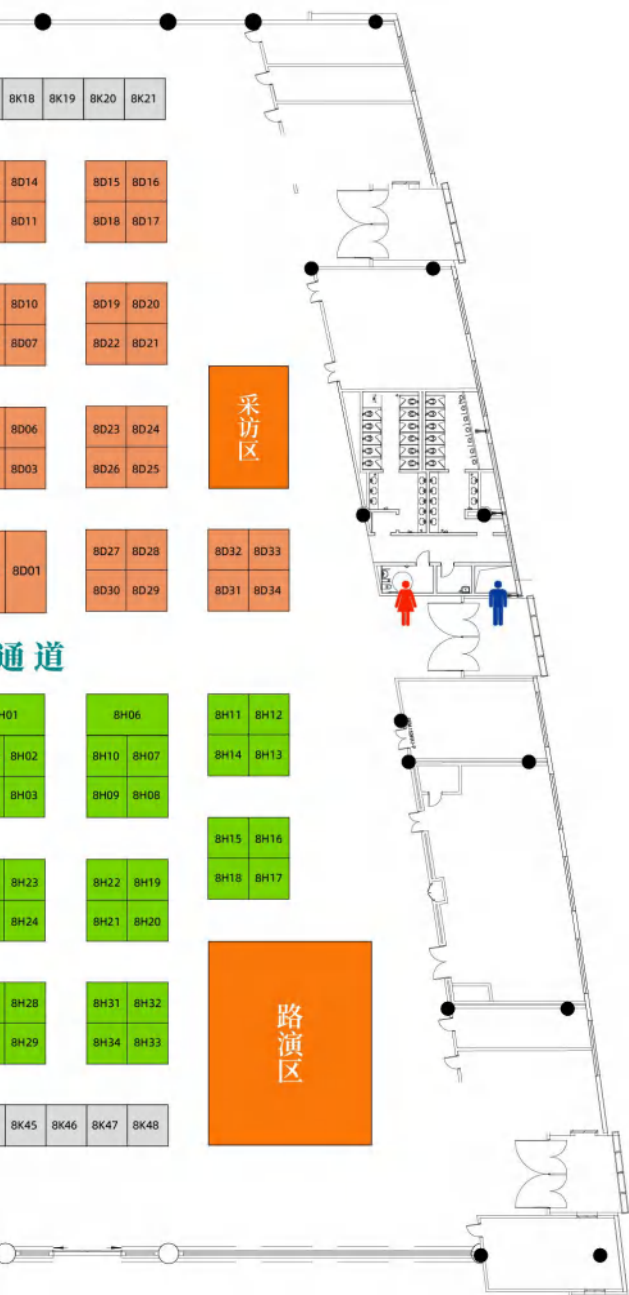 8K18 8K19 8K20 8K21
8D14 8D15 8D16
8D11 8D18 8D17
8D10 8D19 8D20
8D07 8D22 8D21
采访区
8D06 8D23 8D24
8D03 8D26 8D25
8D01 8D27 8D28 8D32 8D33
8D30 8D29 8D31 8D34
通道
H01 8H06 8H11 8H12
8H02 8H10 8H07 8H14 8H13
8H03 8H09 8H08
8H15 8H16
8H23 8H22 8H19 8H18 8H17
8H24 8H21 8H20
8H28 8H31 8H32
8H29 8H34 8H33
路演区
8K45 8K46 8K47 8K48